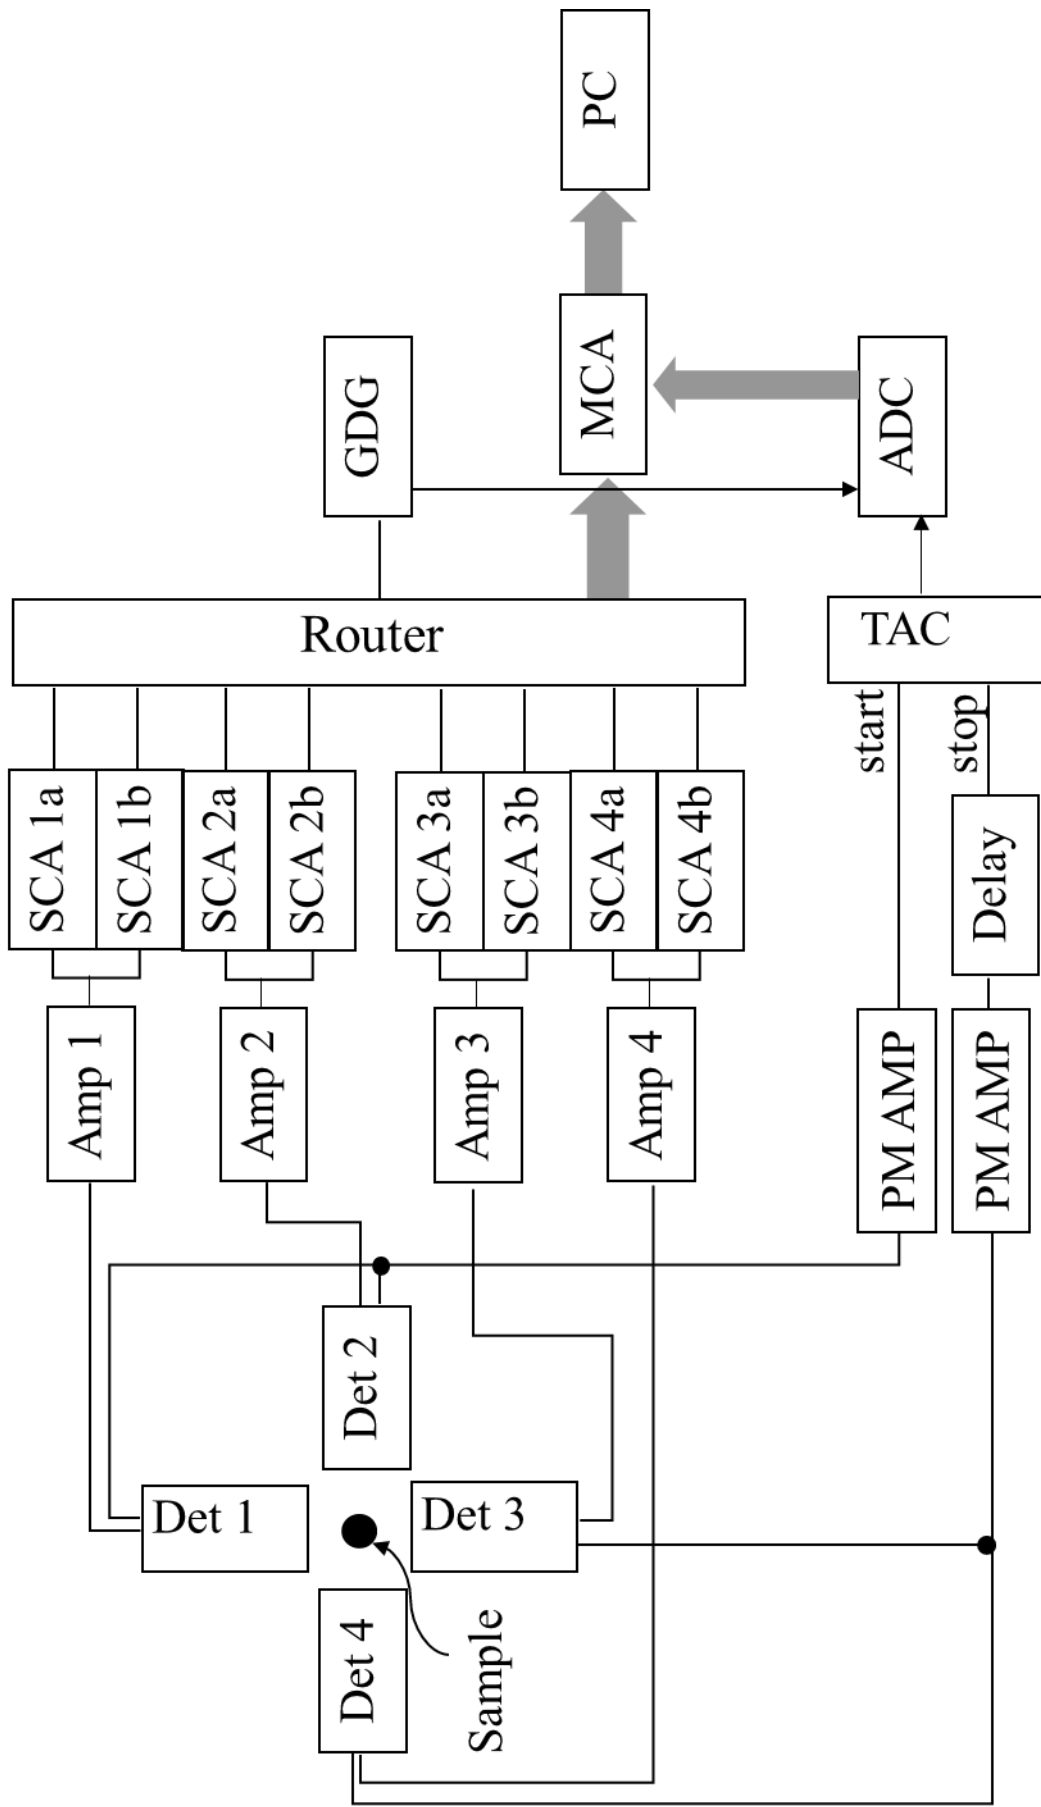 PC
GDG
MCA
ADC
Router
TAC
start
stop
SCA 1a
SCA 1b
SCA 2a
SCA 2b
SCA 3a
SCA 3b
SCA 4a
SCA 4b
Delay
Amp 1
Amp 2
Amp 3
Amp 4
PM AMP
PM AMP
Det 2
Det 1
Det 3
Det 4
Sample